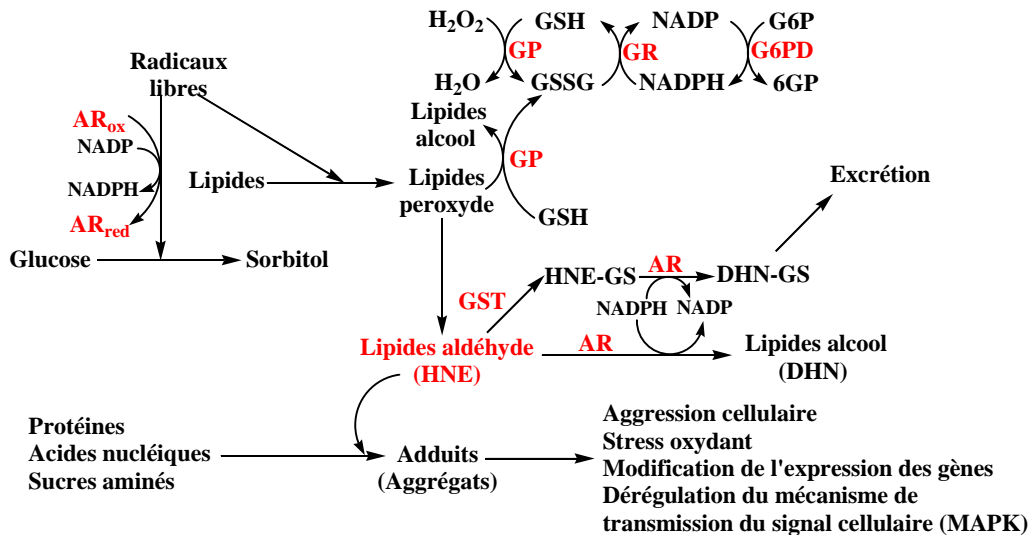 H2O2 GSH NADP G6P
GP GR G6PD
H2O GSSG NADPH 6GP
Radicaux
libres
ARox
NADP
NADPH
ARred
Lipides
Lipides
alcool
GP
Lipides
peroxyde
GSH
Excrétion
Glucose
Sorbitol
HNE-GS AR DHN-GS
GST
NADPH NADP
Lipides aldéhyde
(HNE)
AR
Lipides alcool
(DHN)
Protéines
Acides nucléiques
Sucres aminés
Adduits
(Aggrégats)
Aggression cellulaire
Stress oxydant
Modification de l'expression des gènes
Dérégulation du mécanisme de
transmission du signal cellulaire (MAPK)